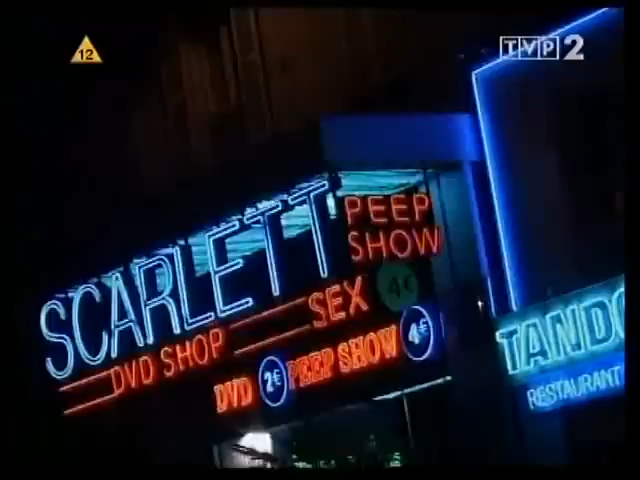 12
TVP2
SCARLETT
PEEP
SHOW
DVD SHOP
SEX
4€
DVD 2€ PEEP SHOW 4€
TANDO
RESTAURANT